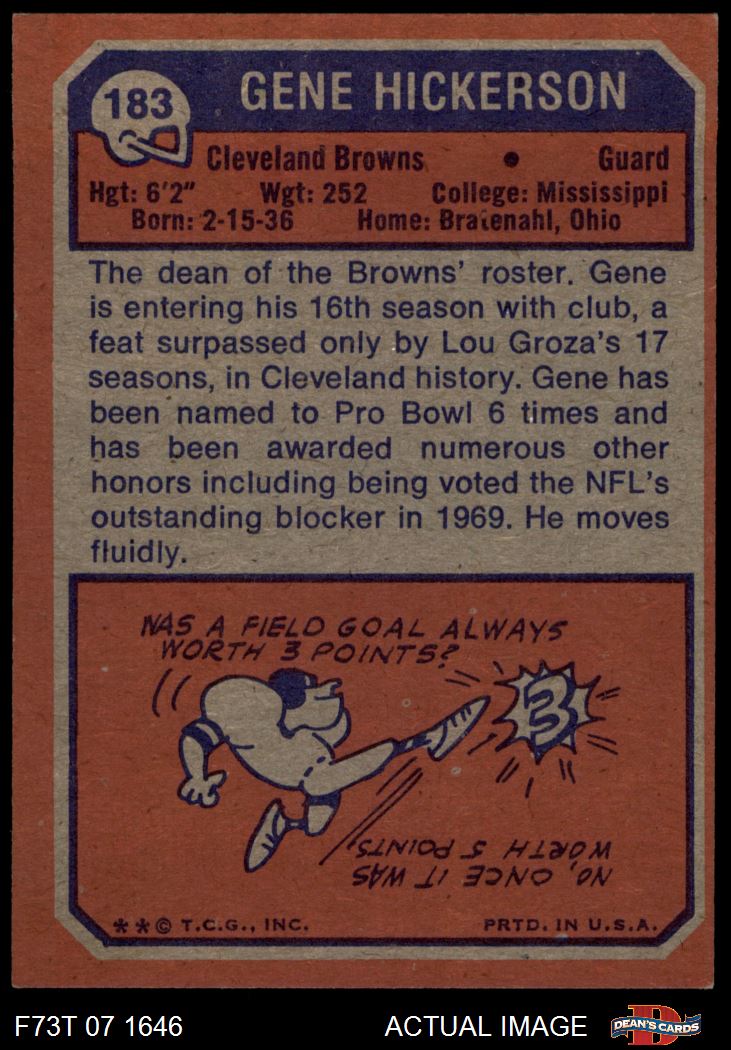 183
GENE HICKERSON
Cleveland Browns • Guard
Hgt: 6'2" Wgt: 252 College: Mississippi
Born: 2-15-36 Home: Bratenahl, Ohio
The dean of the Browns' roster. Gene
is entering his 16th season with club, a
feat surpassed only by Lou Groza's 17
seasons, in Cleveland history. Gene has
been named to Pro Bowl 6 times and
has been awarded numerous other
honors including being voted the NFL's
outstanding blocker in 1969. He moves
fluidly.
WAS A FIELD GOAL ALWAYS
WORTH 3 POINTS?
3
NO, ONCE IT WAS
WORTH 5 POINTS
**© T.C.G., INC. PRTD. IN U.S.A.
F73T 07 1646 ACTUAL IMAGE
D
DEAN'S CARDS